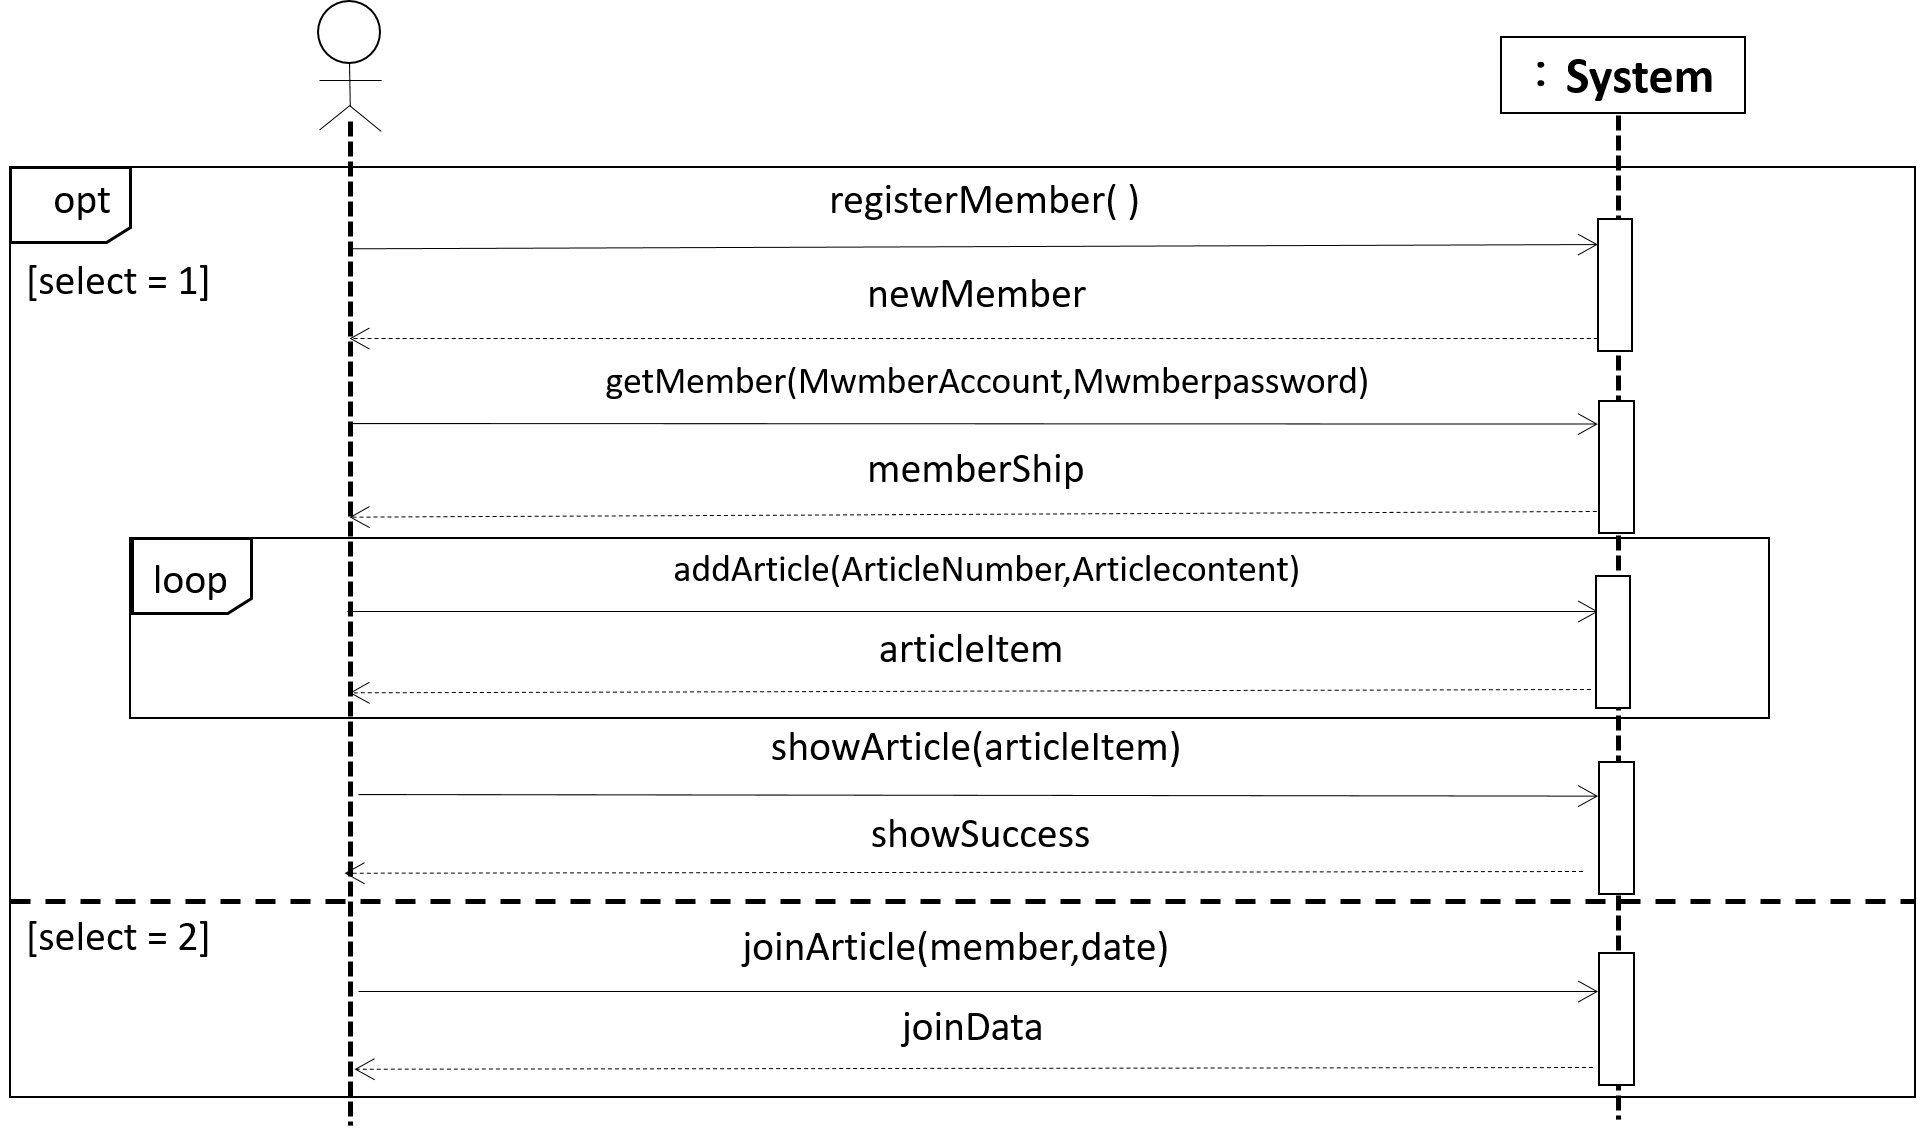 : System
opt
registerMember( )
[select = 1]
newMember
getMember(MwmberAccount,Mwmberpassword)
memberShip
loop
addArticle(ArticleNumber,Articlecontent)
articleItem
showArticle(articleItem)
showSuccess
[select = 2]
joinArticle(member,date)
joinData